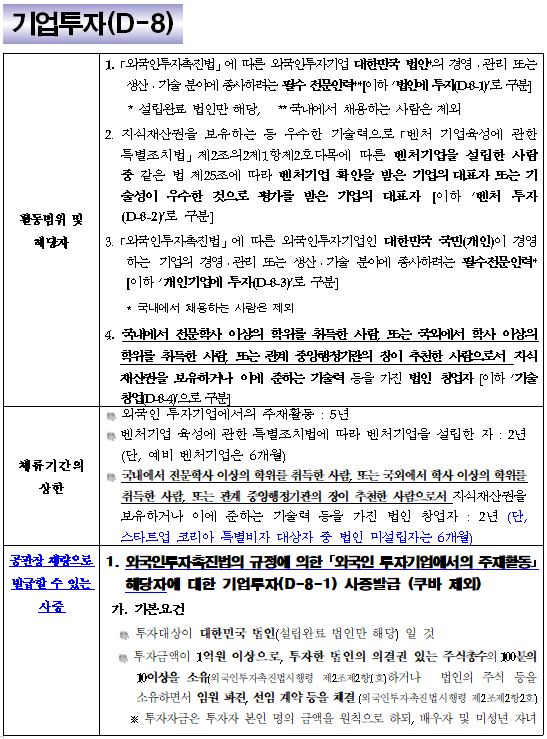 기업투자(D-8)
활동범위 및
해당자
1. 「외국인투자촉진법」에 따른 외국인투자기업 대한민국 법인*의 경영·관리 또는
생산·기술 분야에 종사하려는 필수 전문인력**[이하 '법인에 투자(D-8-1)'로 구분]
* 설립완료 법인만 해당, ** 국내에서 채용하는 사람은 제외
2. 지식재산권을 보유하는 등 우수한 기술력으로 「벤처 기업육성에 관한
특별조치법」 제2조의2제1항제2호다목에 따른 벤처기업을 설립한 사람
중 같은 법 제25조에 따라 벤처기업 확인을 받은 기업의 대표자 또는 기
술성이 우수한 것으로 평가를 받은 기업의 대표자 [이하 '벤처 투자
(D-8-2)'로 구분]
3. 「외국인투자촉진법」에 따른 외국인투자기업인 대한민국 국민(개인)이 경영
하는 기업의 경영·관리 또는 생산·기술 분야에 종사하려는 필수전문인력*
[이하 '개인기업에 투자(D-8-3)'로 구분]
* 국내에서 채용하는 사람은 제외
4. 국내에서 전문학사 이상의 학위를 취득한 사람, 또는 국외에서 학사 이상의
학위를 취득한 사람, 또는 관계 중앙행정기관의 장이 추천한 사람으로서 지식
재산권을 보유하거나 이에 준하는 기술력 등을 가진 법인 창업자 [이하 '기술
창업(D-8-4)'으로 구분]
체류기간의
상한
외국인 투자기업에서의 주재활동 : 5년
벤처기업 육성에 관한 특별조치법에 따라 벤처기업을 설립한 자 : 2년
(단, 예비 벤처기업은 6개월)
국내에서 전문학사 이상의 학위를 취득한 사람, 또는 국외에서 학사 이상의 학위를
취득한 사람, 또는 관계 중앙행정기관의 장이 추천한 사람으로서 지식재산권을
보유하거나 이에 준하는 기술력 등을 가진 법인 창업자 : 2년 (단,
스타트업 코리아 특별비자 대상자 중 법인 미설립자는 6개월)
공관장 재량으로
발급할 수 있는
사증
1. 외국인투자촉진법의 규정에 의한 「외국인 투자기업에서의 주재활동」
해당자에 대한 기업투자(D-8-1) 사증발급 (쿠바 제외)
가. 기본요건
투자대상이 대한민국 법인(설립완료 법인만 해당) 일 것
투자금액이 1억원 이상으로, 투자한 법인의 의결권 있는 주식총수의 100분의
10이상을 소유(외국인투자촉진법시행령 제2조제2항1호)하거나 법인의 주식 등을
소유하면서 임원 파견, 선임 계약 등을 체결 (외국인투자촉진법시행령 제2조제2항2호)
※ 투자자금은 투자자 본인 명의 금액을 원칙으로 하되, 배우자 및 미성년 자녀